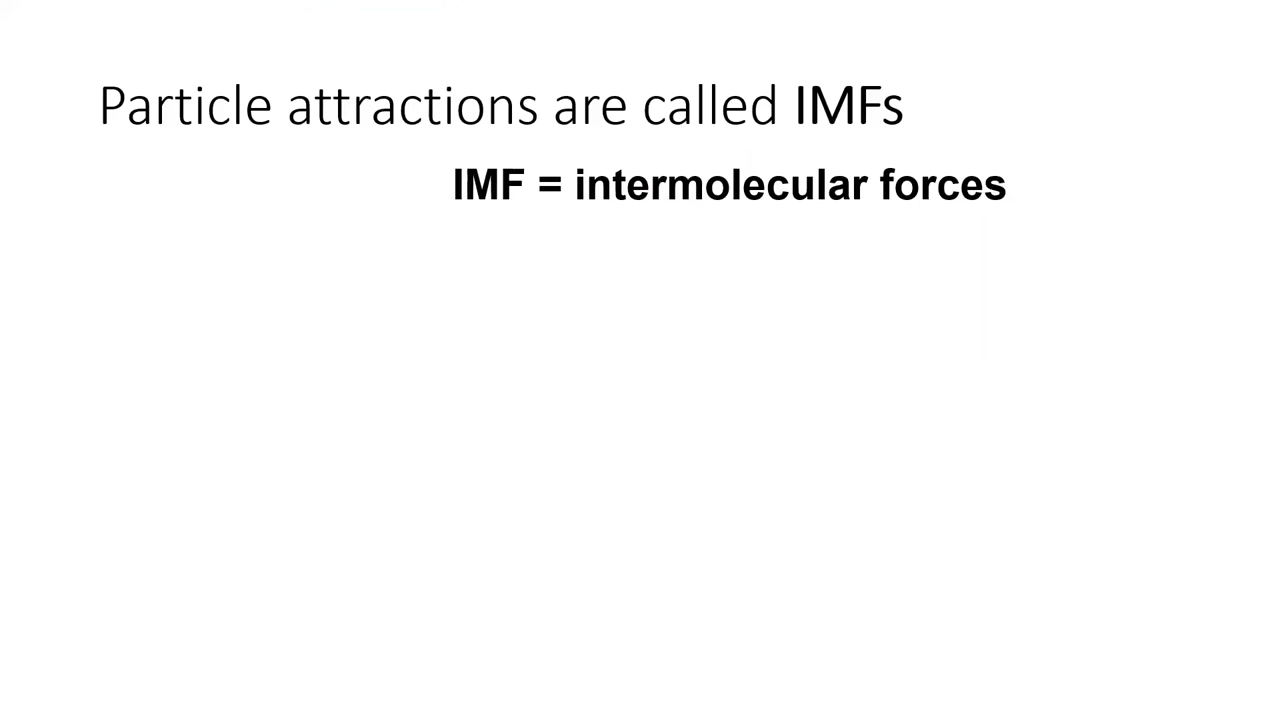 Particle attractions are called IMFs
IMF = intermolecular forces